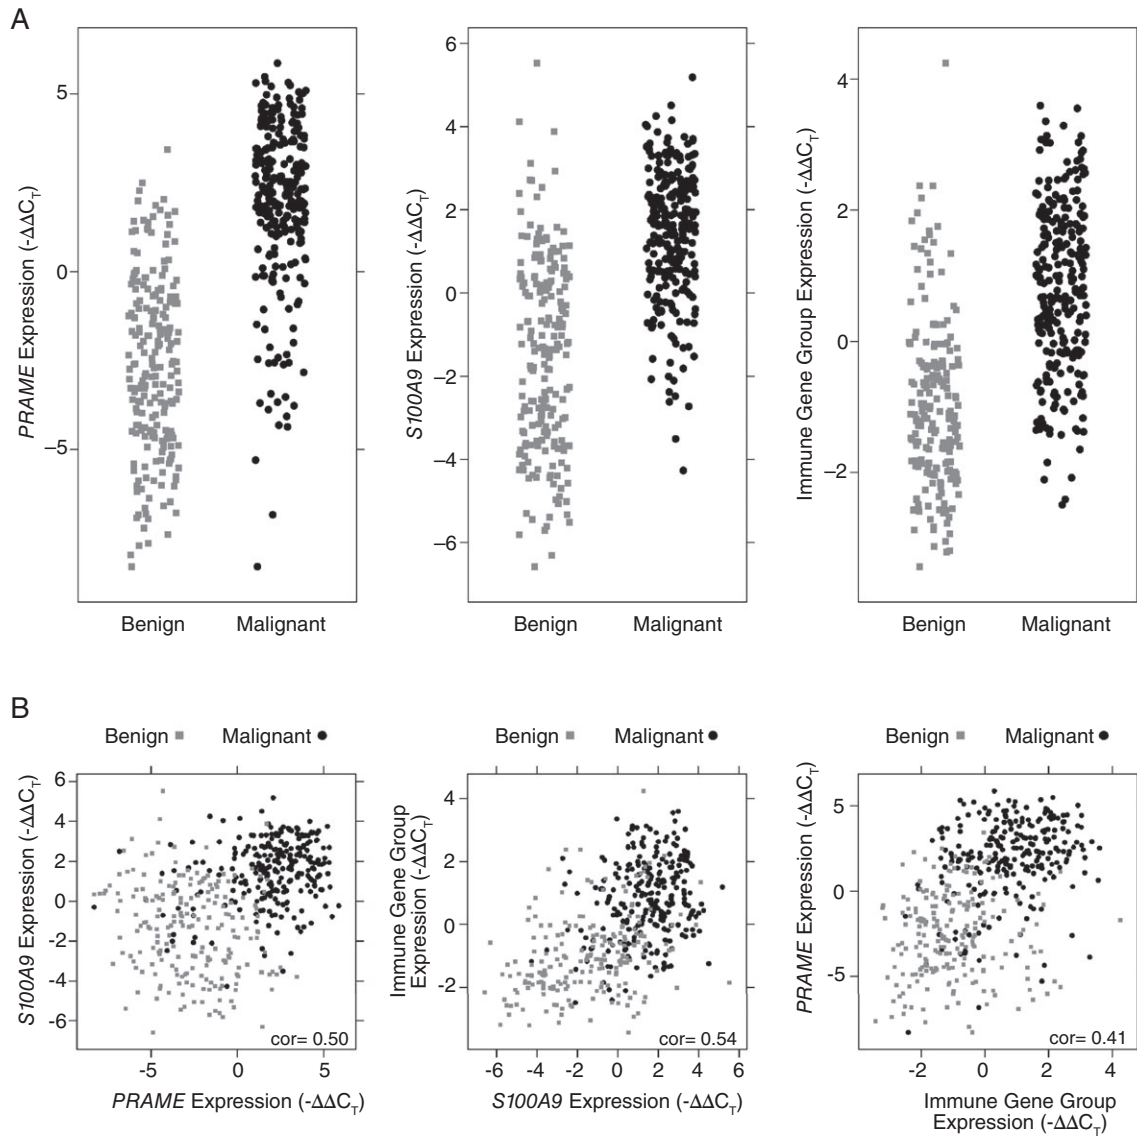 A
PRAME Expression (-ΔΔCT)
5
0
–5
Benign Malignant
S100A9 Expression (-ΔΔCT)
6
4
2
0
–2
–4
–6
Benign Malignant
Immune Gene Group Expression (-ΔΔCT)
4
2
0
–2
Benign Malignant
B
Benign Malignant
S100A9 Expression (-ΔΔCT)
6
4
2
0
-2
-4
-6
cor= 0.50
-5 0 5
PRAME Expression (-ΔΔCT)
Benign Malignant
Immune Gene Group
Expression (-ΔΔCT)
4
2
0
-2
cor= 0.54
-6 -4 -2 0 2 4 6
S100A9 Expression (-ΔΔCT)
Benign Malignant
PRAME Expression (-ΔΔCT)
5
0
-5
cor= 0.41
-2 0 2 4
Immune Gene Group
Expression (-ΔΔCT)